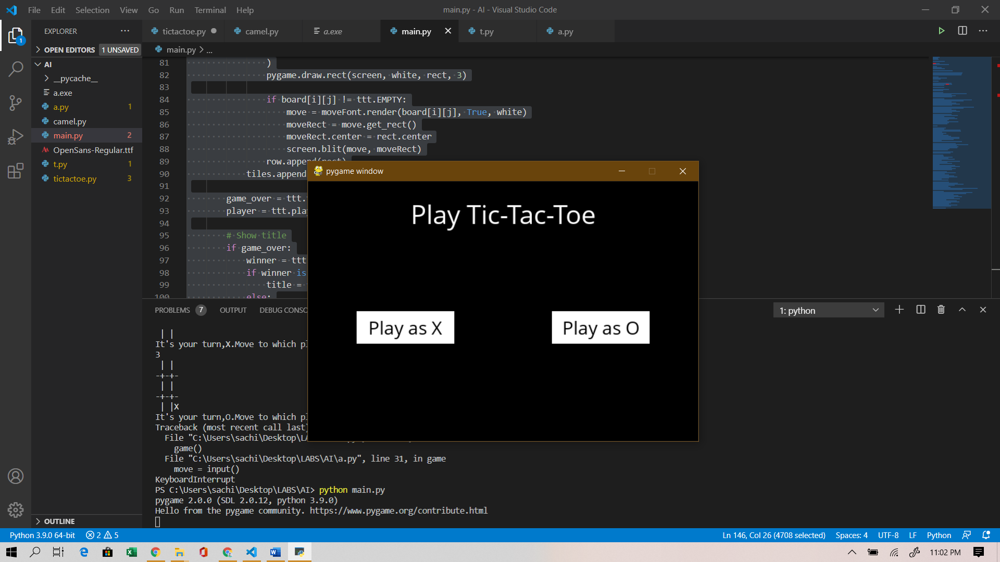 File Edit Selection View Go Run Terminal Help
main.py - AI - Visual Studio Code
EXPLORER
OPEN EDITORS 1 UNSAVED
AI
__pycache__
a.exe
a.py 1
camel.py
main.py 2
OpenSans-Regular.ttf
t.py 1
tictactoe.py 3
OUTLINE
tictactoe.py camel.py a.exe main.py t.py a.py
main.py > ...
81 )
82 pygame.draw.rect(screen, white, rect, 3)
83
84 if board[i][j] != ttt.EMPTY:
85 move = moveFont.render(board[i][j], True, white)
86 moveRect = move.get_rect()
87 moveRect.center = rect.center
88 screen.blit(move, moveRect)
89 row.append(rect)
90 tiles.append
91
92 game_over = ttt.
93 player = ttt.play
94
95 # Show title
96 if game_over:
97 winner = ttt
98 if winner is
99 title =
100 else:
pygame window
Play Tic-Tac-Toe
Play as X Play as O
PROBLEMS 7 OUTPUT DEBUG CONSO
1: python
| |
It's your turn,X.Move to which pl
3
| |
-+-+-
| |
-+-+-
| |X
It's your turn,O.Move to which pl
Traceback (most recent call last)
File "C:\Users\sachi\Desktop\LA
game()
File "C:\Users\sachi\Desktop\LABS\AI\a.py", line 31, in game
move = input()
KeyboardInterrupt
PS C:\Users\sachi\Desktop\LABS\AI> python main.py
pygame 2.0.0 (SDL 2.0.12, python 3.9.0)
Hello from the pygame community. https://www.pygame.org/contribute.html
Python 3.9.0 64-bit 2 5
Ln 146, Col 26 (4708 selected) Spaces: 4 UTF-8 LF Python
11:02 PM